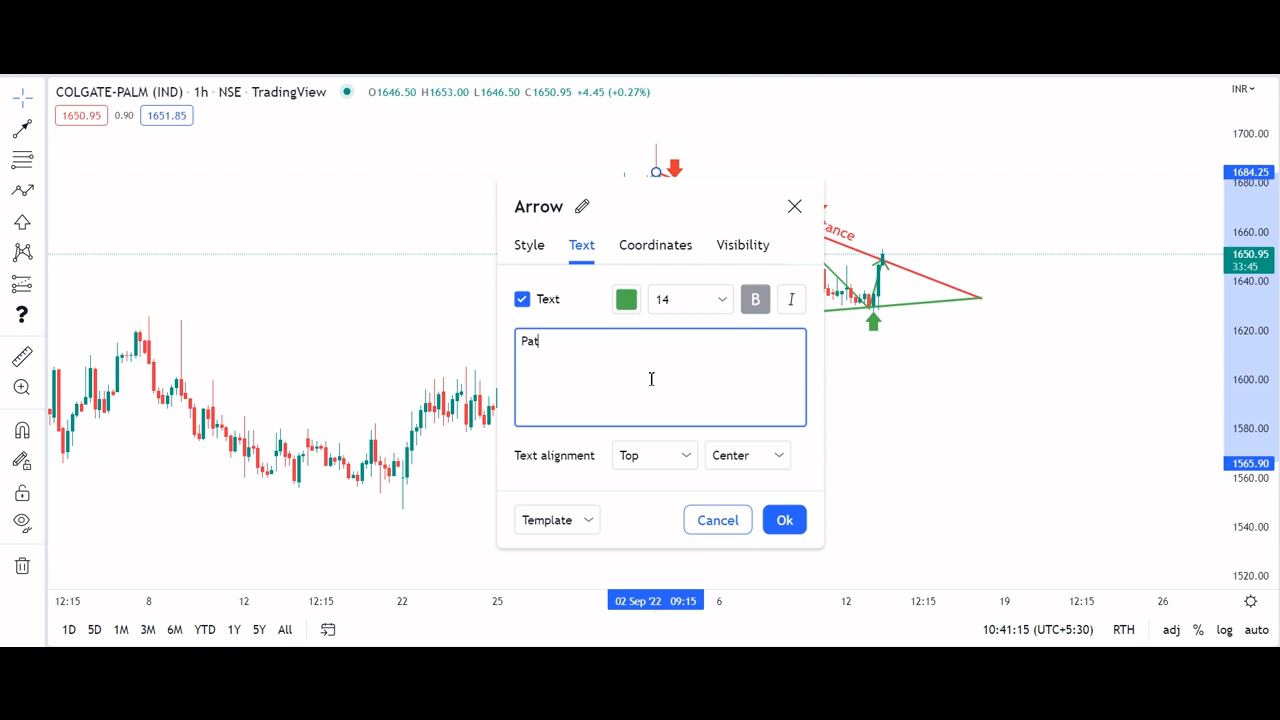 COLGATE-PALM (IND) · 1h · NSE · TradingView O1646.50 H1653.00 L1646.50 C1650.95 +4.45 (+0.27%)
INR
1650.95 0.90 1651.85
1700.00
1684.25
1680.00
1660.00
1650.95
33:45
1640.00
1620.00
1600.00
1580.00
1565.90
1560.00
1540.00
1520.00
tance
Arrow
Style Text Coordinates Visibility
Text 14 B I
Pat
Text alignment Top Center
Template Cancel Ok
12:15 8 12 12:15 22 25 02 Sep '22 09:15 6 12 12:15 19 12:15 26
1D 5D 1M 3M 6M YTD 1Y 5Y All 10:41:15 (UTC+5:30) RTH adj % log auto